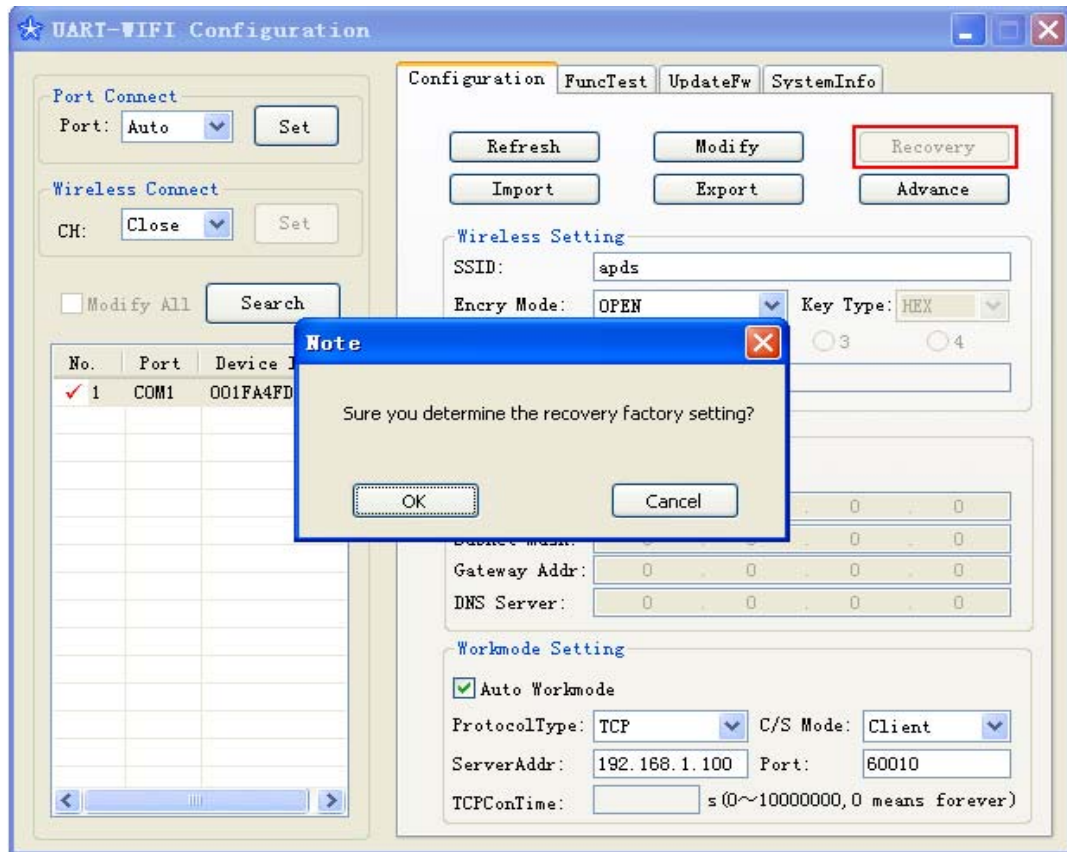 UART-WIFI Configuration
Port Connect
Port: Auto Set
Wireless Connect
CH: Close Set
Modify All Search
No. Port Device
1 COM1 001FA4FD
Configuration FuncTest UpdateFw SystemInfo
Refresh Modify Recovery
Import Export Advance
Wireless Setting
SSID: apds
Encry Mode: OPEN Key Type: HEX
3 4
Note
Sure you determine the recovery factory setting?
OK Cancel
0 . 0
0 . 0
Gateway Addr: 0 . 0 . 0 . 0
DNS Server: 0 . 0 . 0 . 0
Workmode Setting
Auto Workmode
ProtocolType: TCP C/S Mode: Client
ServerAddr: 192.168.1.100 Port: 60010
TCPConTime: s(0~10000000,0 means forever)